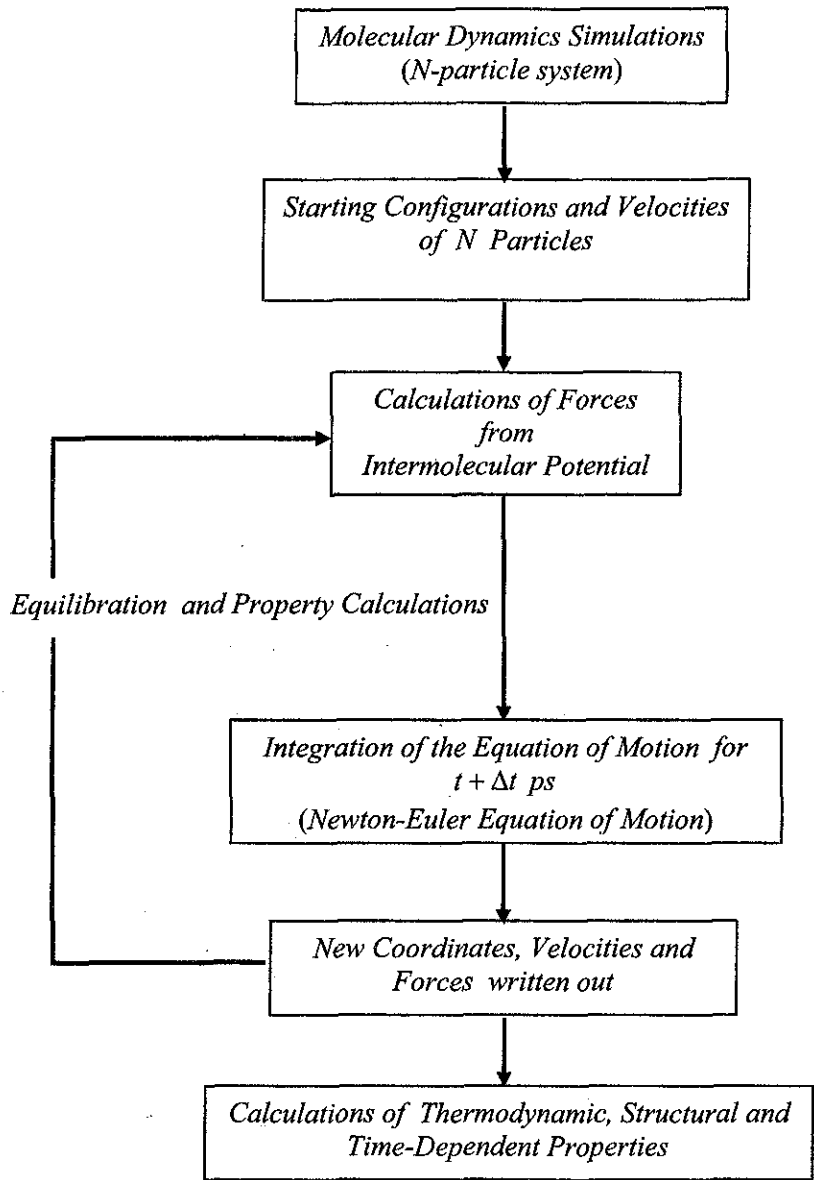 Molecular Dynamics Simulations
(N-particle system)
Starting Configurations and Velocities
of N Particles
Calculations of Forces
from
Intermolecular Potential
Equilibration and Property Calculations
Integration of the Equation of Motion for
t + Δt ps
(Newton-Euler Equation of Motion)
New Coordinates, Velocities and
Forces written out
Calculations of Thermodynamic, Structural and
Time-Dependent Properties